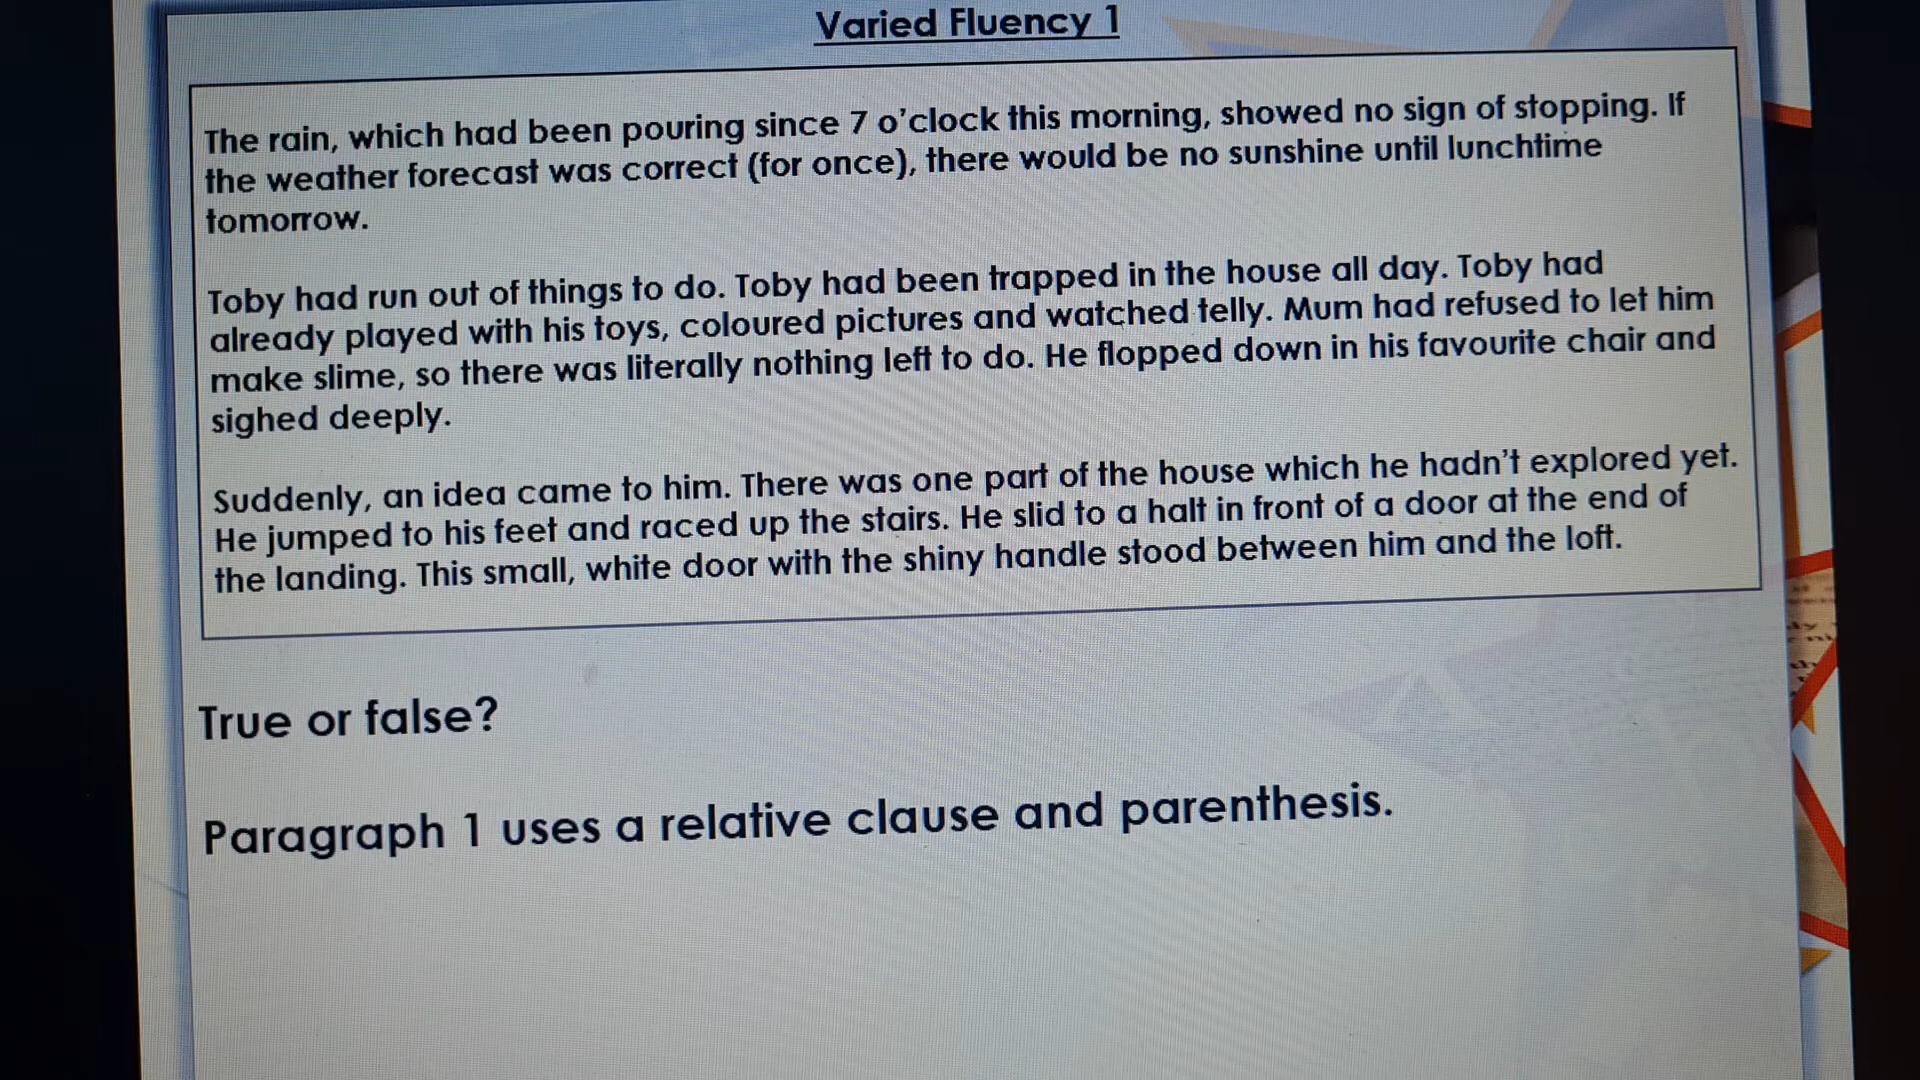 Varied Fluency 1
The rain, which had been pouring since 7 o'clock this morning, showed no sign of stopping. If
the weather forecast was correct (for once), there would be no sunshine until lunchtime
tomorrow.
Toby had run out of things to do. Toby had been trapped in the house all day. Toby had
already played with his toys, coloured pictures and watched telly. Mum had refused to let him
make slime, so there was literally nothing left to do. He flopped down in his favourite chair and
sighed deeply.
Suddenly, an idea came to him. There was one part of the house which he hadn't explored yet.
He jumped to his feet and raced up the stairs. He slid to a halt in front of a door at the end of
the landing. This small, white door with the shiny handle stood between him and the loft.
True or false?
Paragraph 1 uses a relative clause and parenthesis.